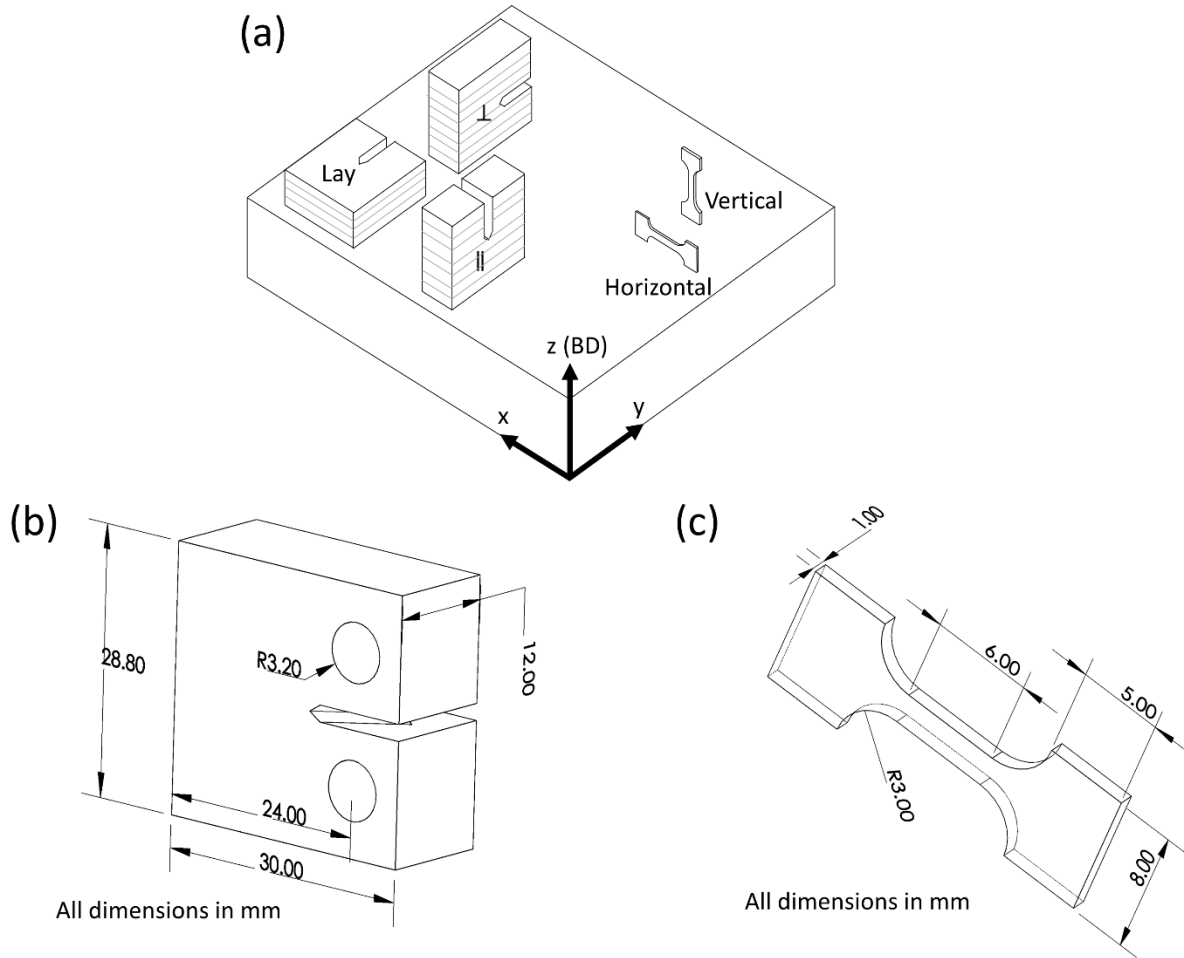 (a)
⊥
Lay
Vertical
||
Horizontal
z (BD)
x
y
(b)
(c)
1.00
28.80
R3.20
12.00
6.00
5.00
24.00
R3.00
30.00
8.00
All dimensions in mm
All dimensions in mm